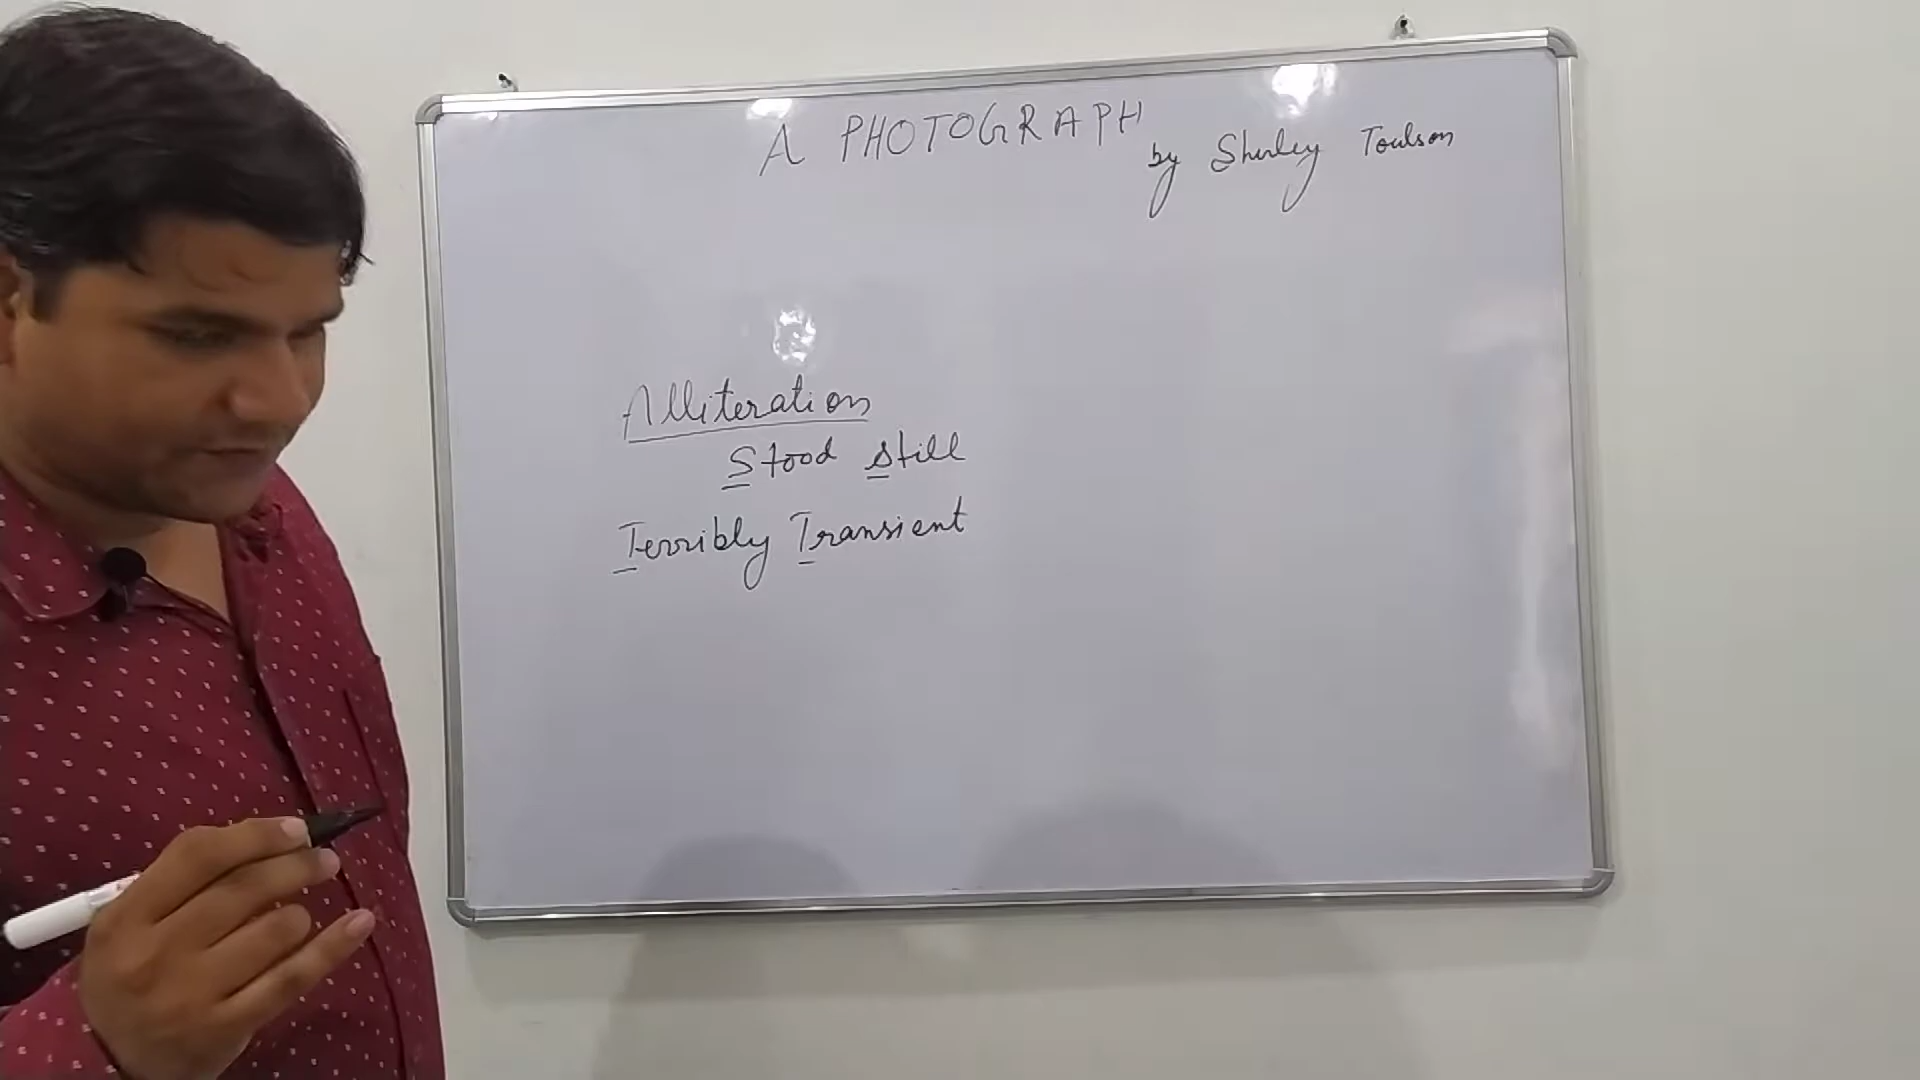 A PHOTOGRAPH
by Shirley Toulson
Alliteration
Stood Still
Terribly Transient